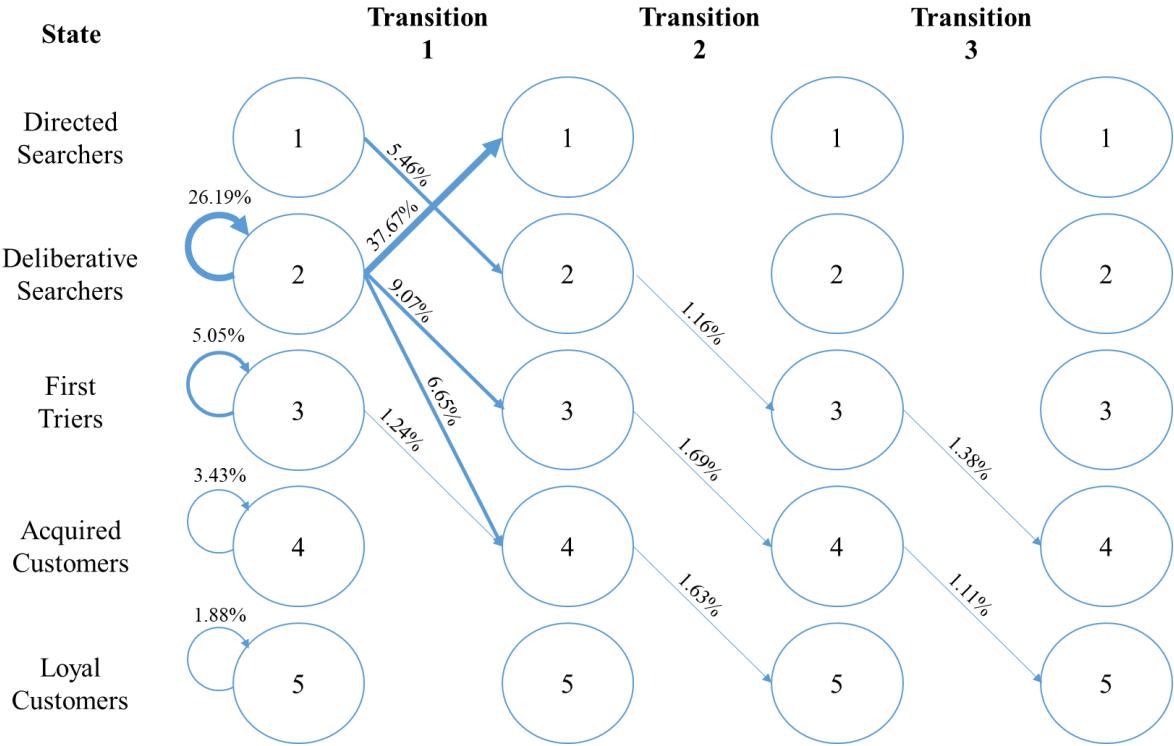 State
Transition
1
Transition
2
Transition
3
Directed
Searchers
1
1
1
1
5.46%
26.19%
37.67%
Deliberative
Searchers
2
2
2
2
9.07%
1.16%
5.05%
First
Triers
3
3
3
3
6.65%
1.24%
1.69%
1.38%
3.43%
Acquired
Customers
4
4
4
4
1.63%
1.11%
1.88%
Loyal
Customers
5
5
5
5